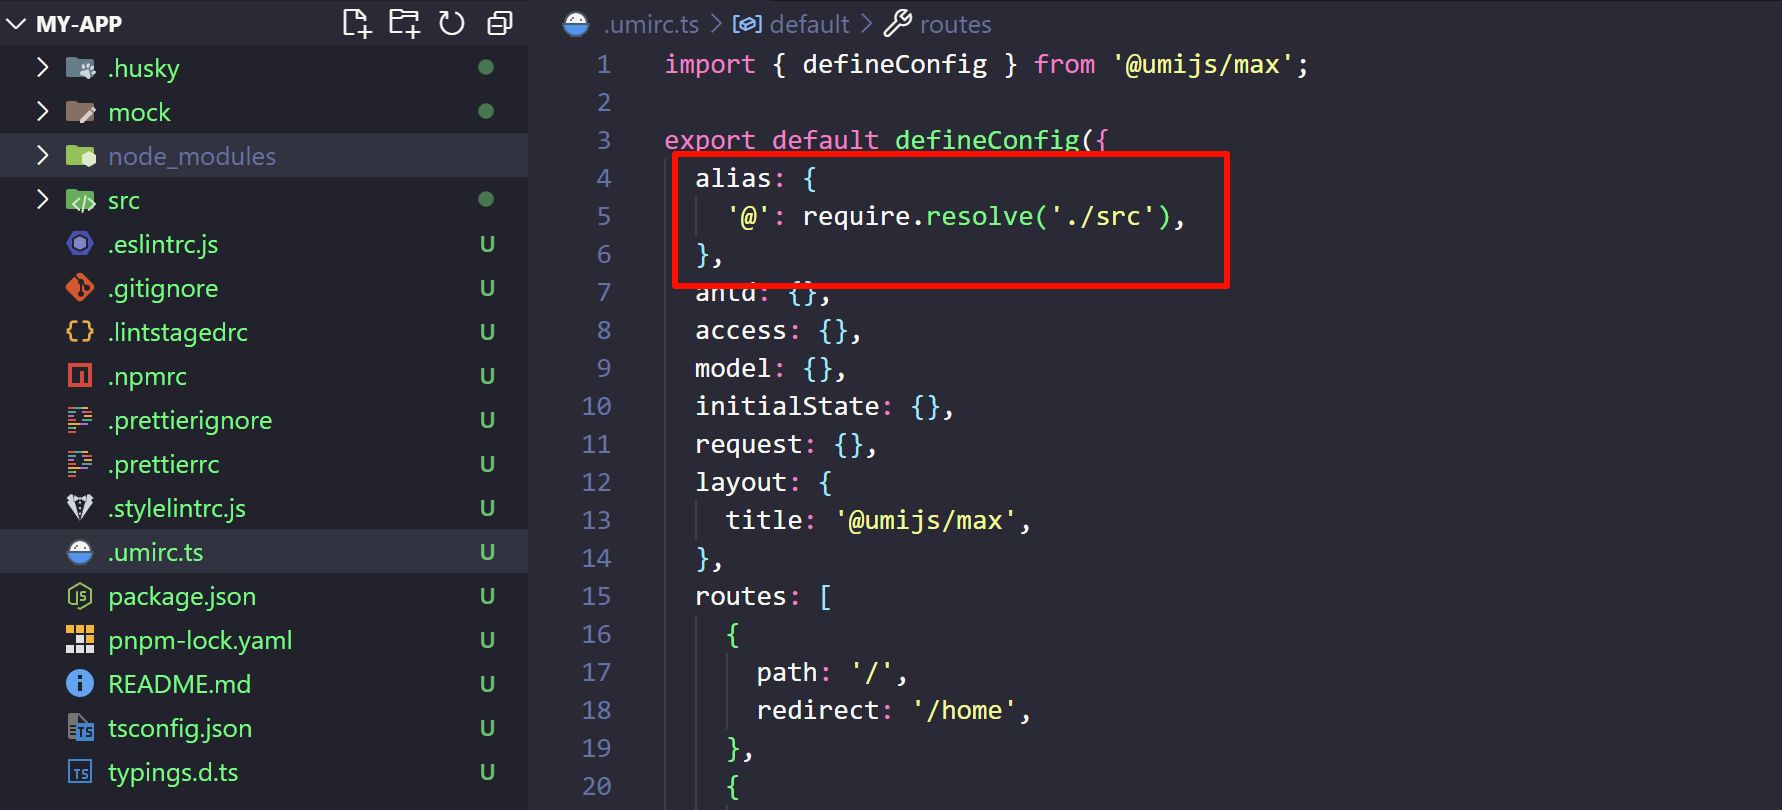 MY-APP
.husky
mock
node_modules
src
.eslintrc.js U
.gitignore U
.lintstagedrc U
.npmrc U
.prettierignore U
.prettierrc U
.stylelintrc.js U
.umirc.ts U
package.json U
pnpm-lock.yaml U
README.md U
tsconfig.json U
typings.d.ts U
.umirc.ts > default > routes
1 import { defineConfig } from '@umijs/max';
2
3 export default defineConfig({
4 alias: {
5 '@': require.resolve('./src'),
6 },
7 antd: {},
8 access: {},
9 model: {},
10 initialState: {},
11 request: {},
12 layout: {
13 title: '@umijs/max',
14 },
15 routes: [
16 {
17 path: '/',
18 redirect: '/home',
19 },
20 {